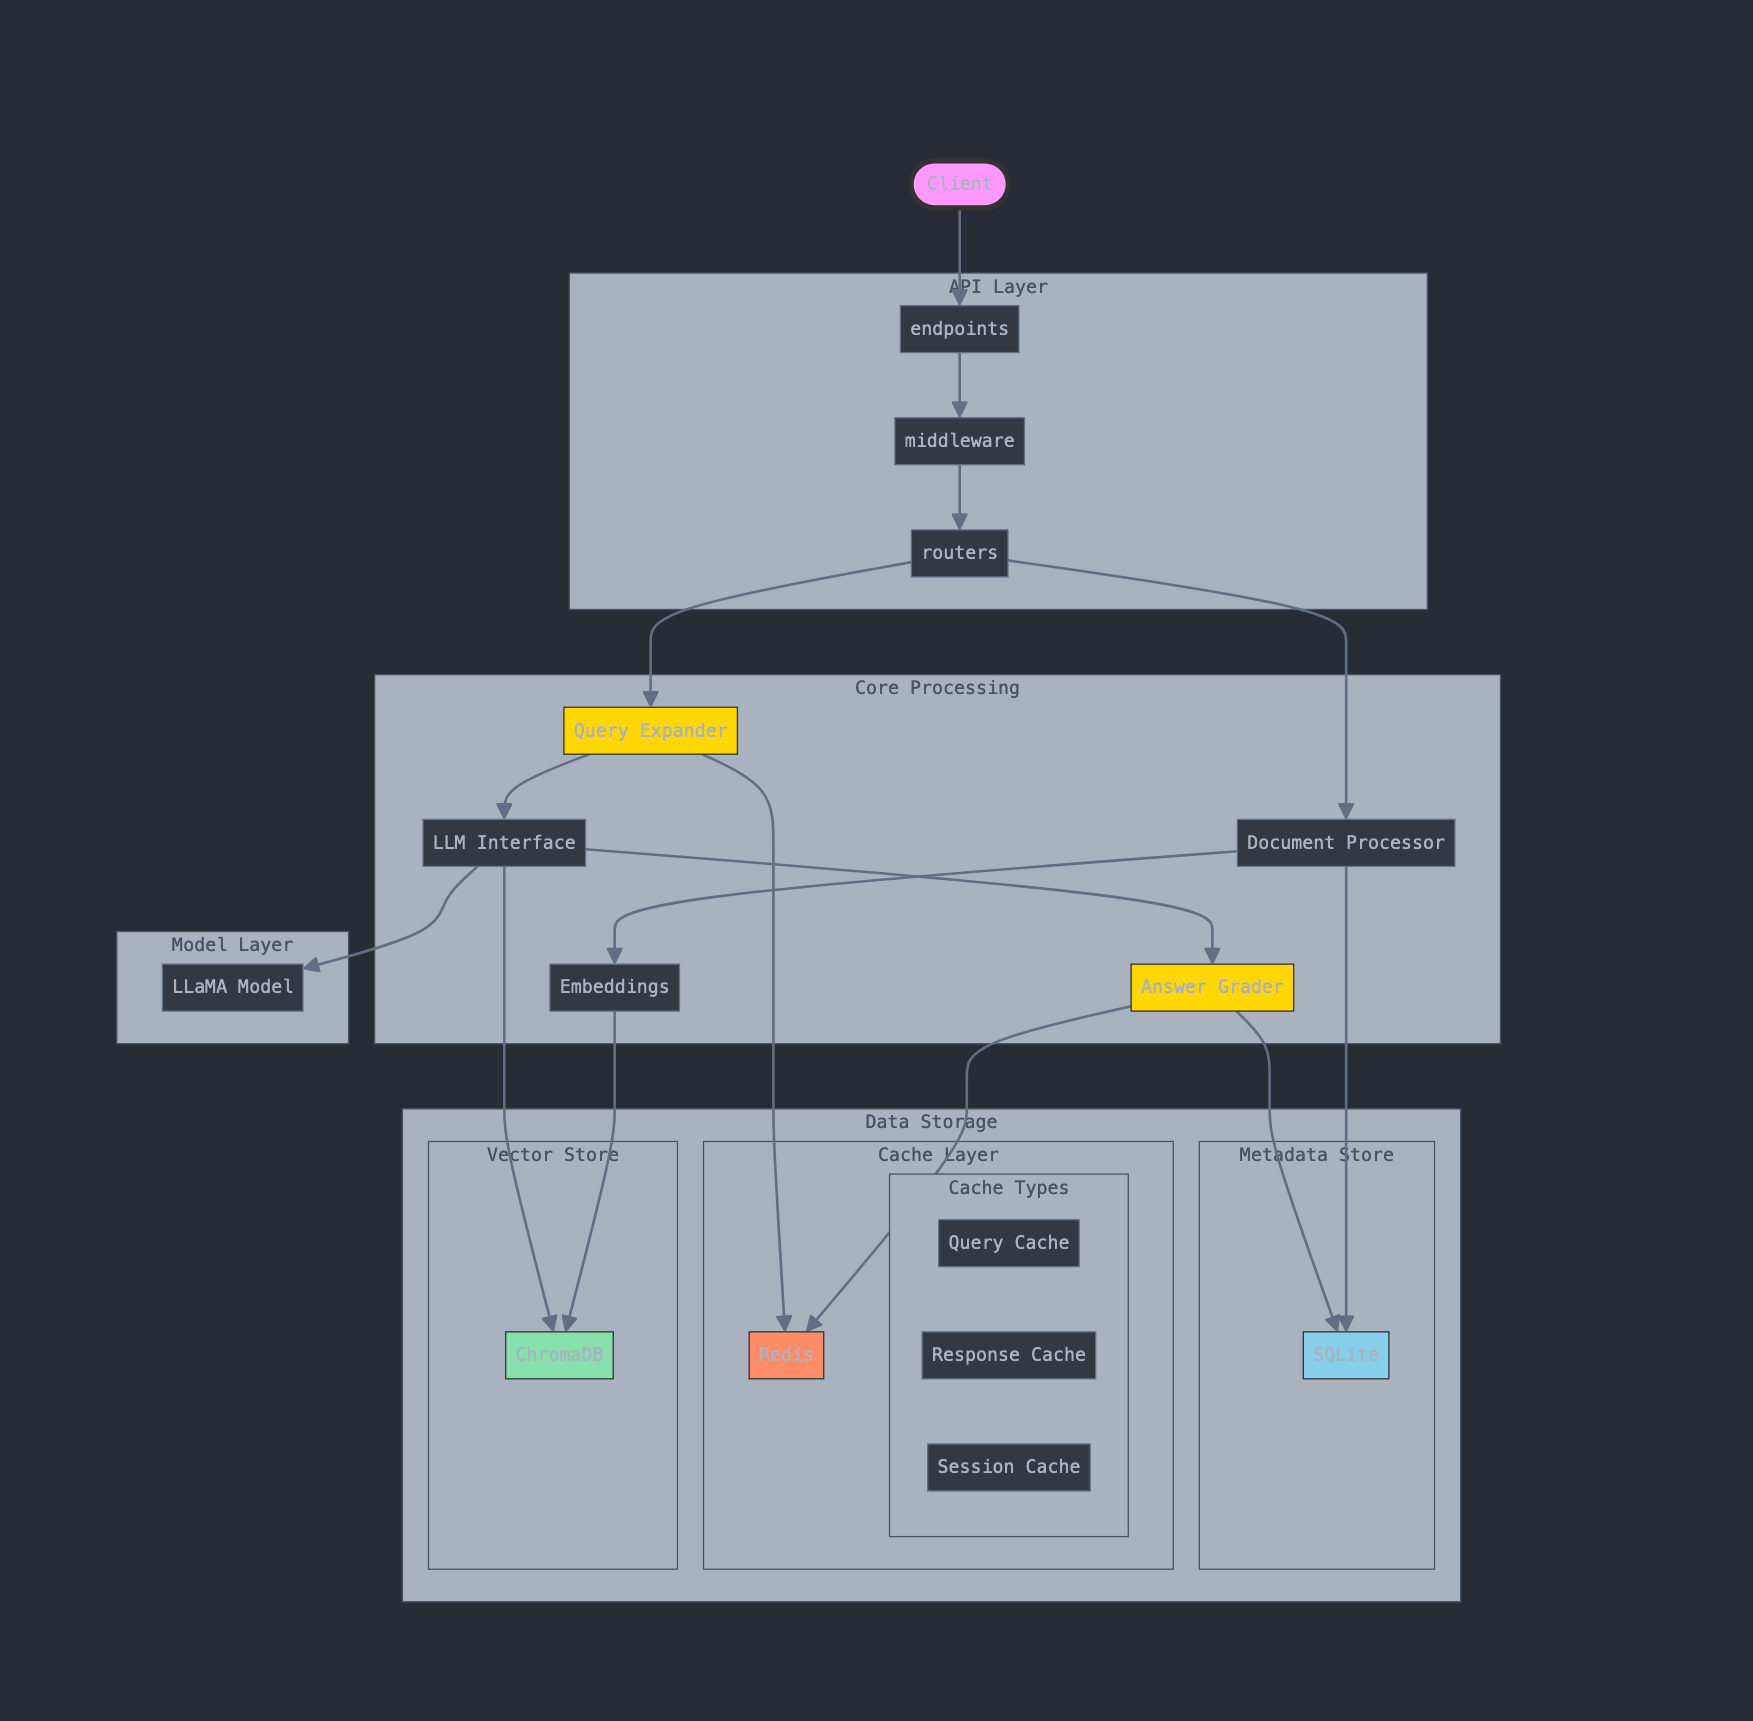 Client
API Layer
endpoints
middleware
routers
Core Processing
Query Expander
LLM Interface
Document Processor
Model Layer
LLaMA Model
Embeddings
Answer Grader
Data Storage
Vector Store
Cache Layer
Metadata Store
Cache Types
Query Cache
ChromaDB
Redis
Response Cache
SQLite
Session Cache